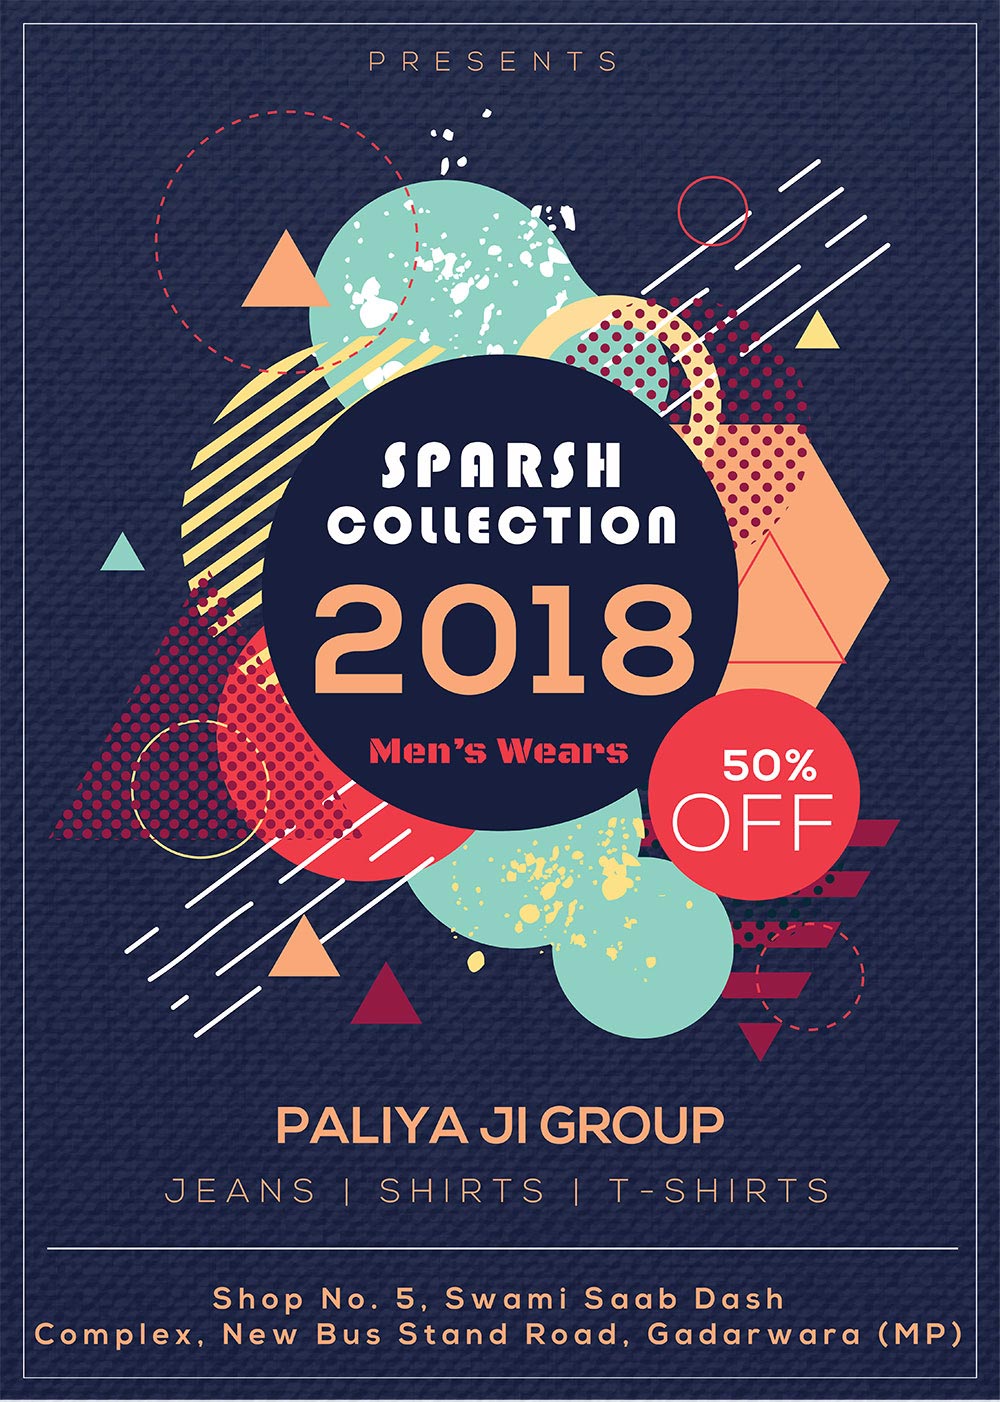 PRESENTS
SPARSH
COLLECTION
2018
Men's Wears
50%
OFF
PALIYA JI GROUP
JEANS | SHIRTS | T-SHIRTS
Shop No. 5, Swami Saab Dash
Complex, New Bus Stand Road, Gadarwara (MP)